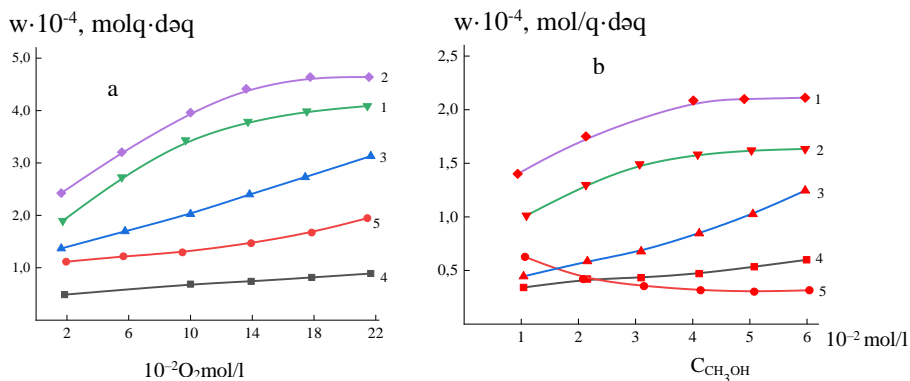 w·10⁻⁴, molq·dəq
5,0
4,0
3,0
2,0
1,0
a
2
1
3
5
4
2 6 10 14 18 22
10⁻²O₂mol/l
w·10⁻⁴, mol/q·dəq
2,5
2,0
1,5
1,0
0,5
b
1
2
3
4
5
1 2 3 4 5 6 10⁻² mol/l
C_CH₃OH